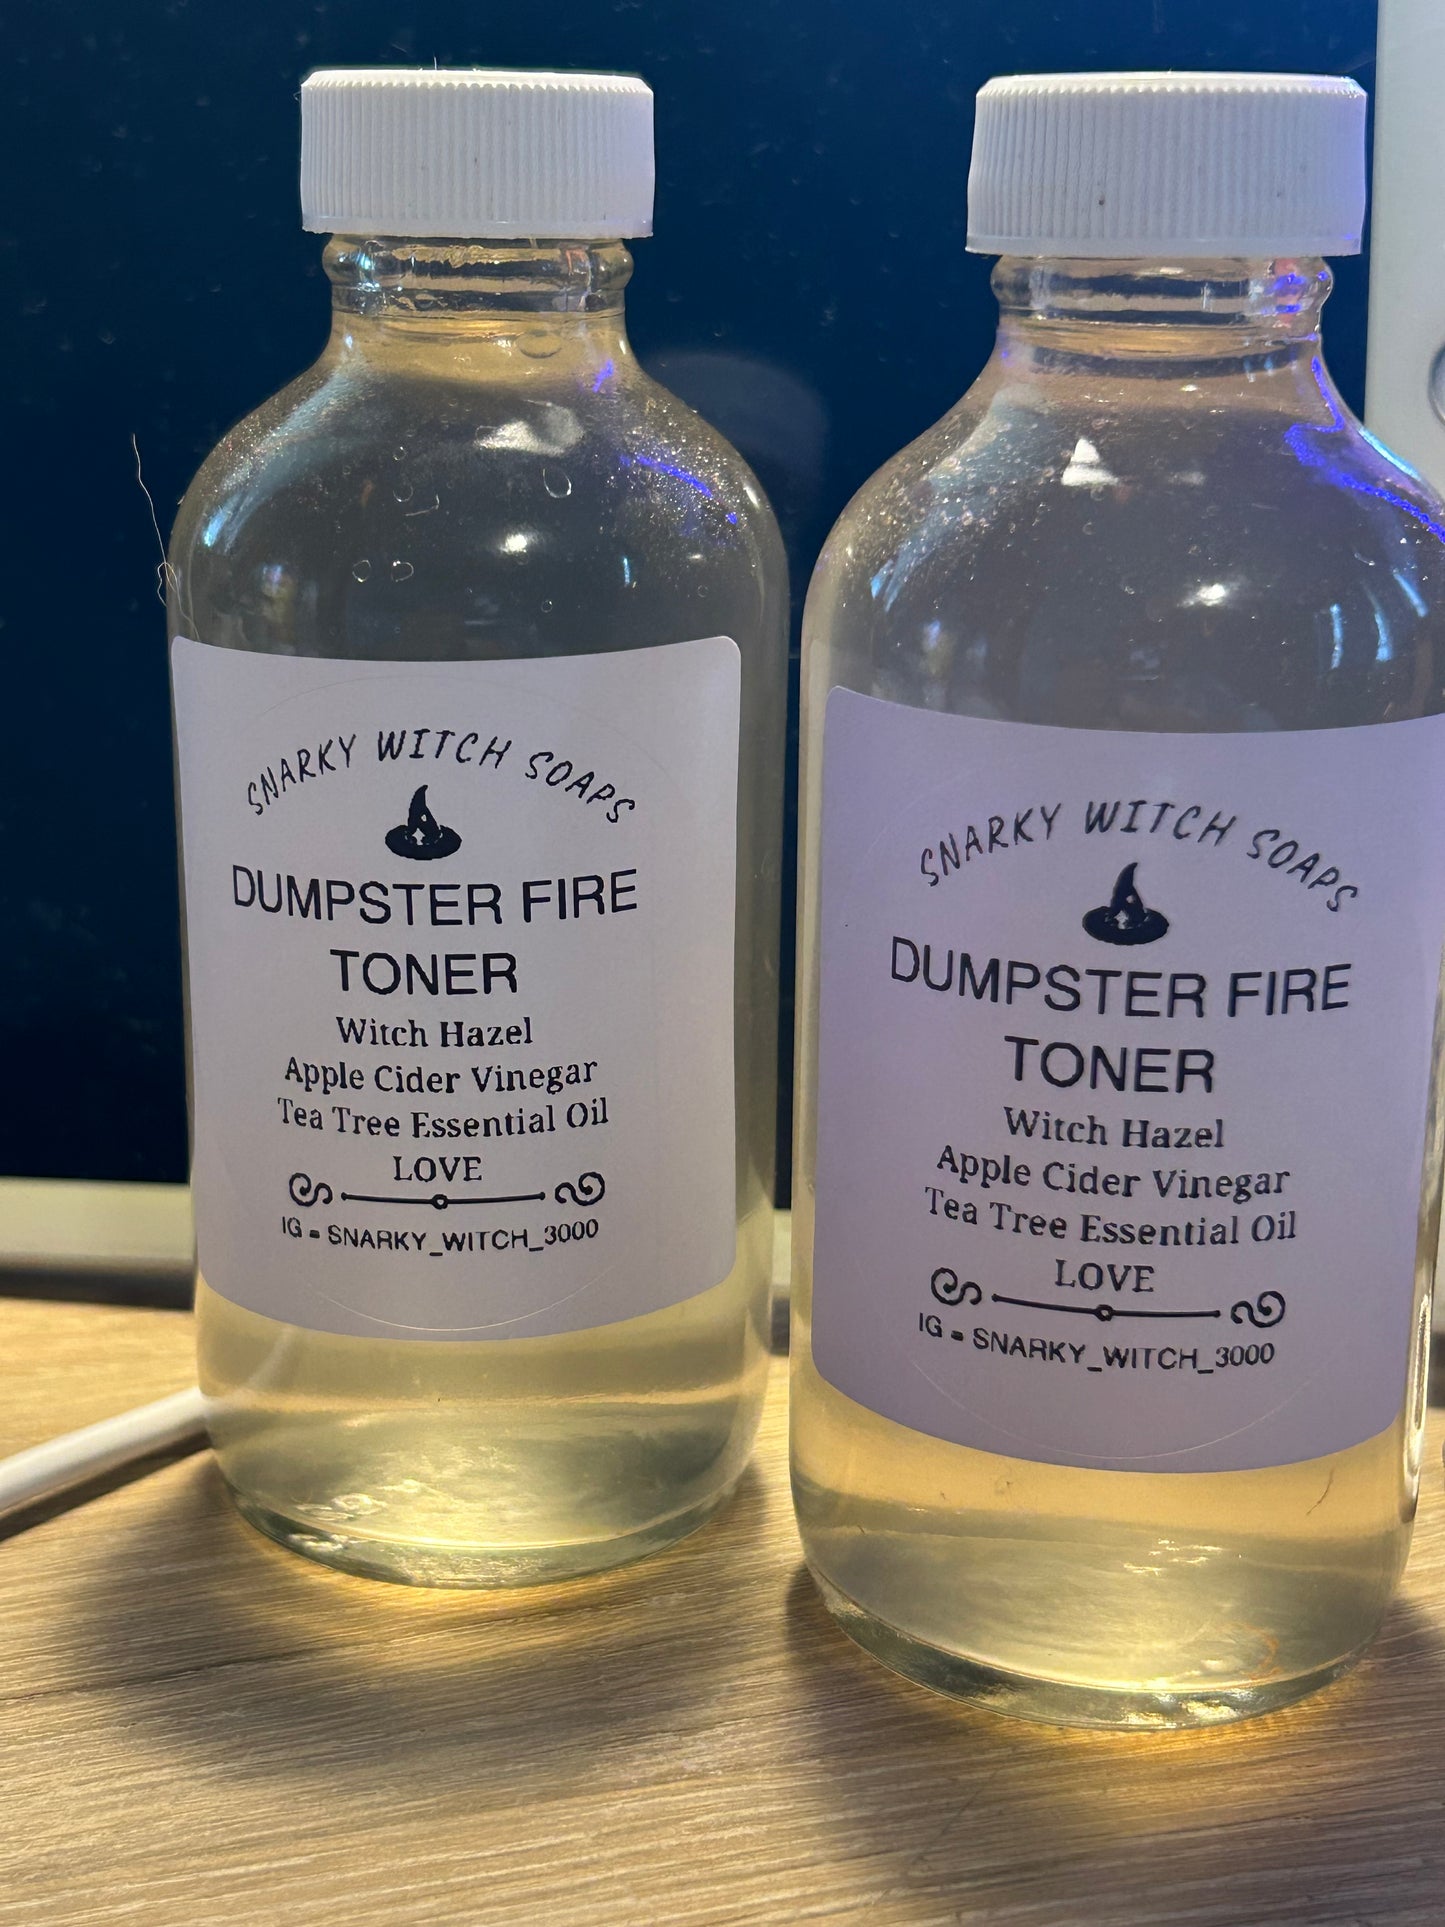 SNARKY WITCH SOAPS
DUMPSTER FIRE
TONER
Witch Hazel
Apple Cider Vinegar
Tea Tree Essential Oil
LOVE
IG = SNARKY_WITCH_3000
SNARKY WITCH SOAPS
DUMPSTER FIRE
TONER
Witch Hazel
Apple Cider Vinegar
Tea Tree Essential Oil
LOVE
IG = SNARKY_WITCH_3000